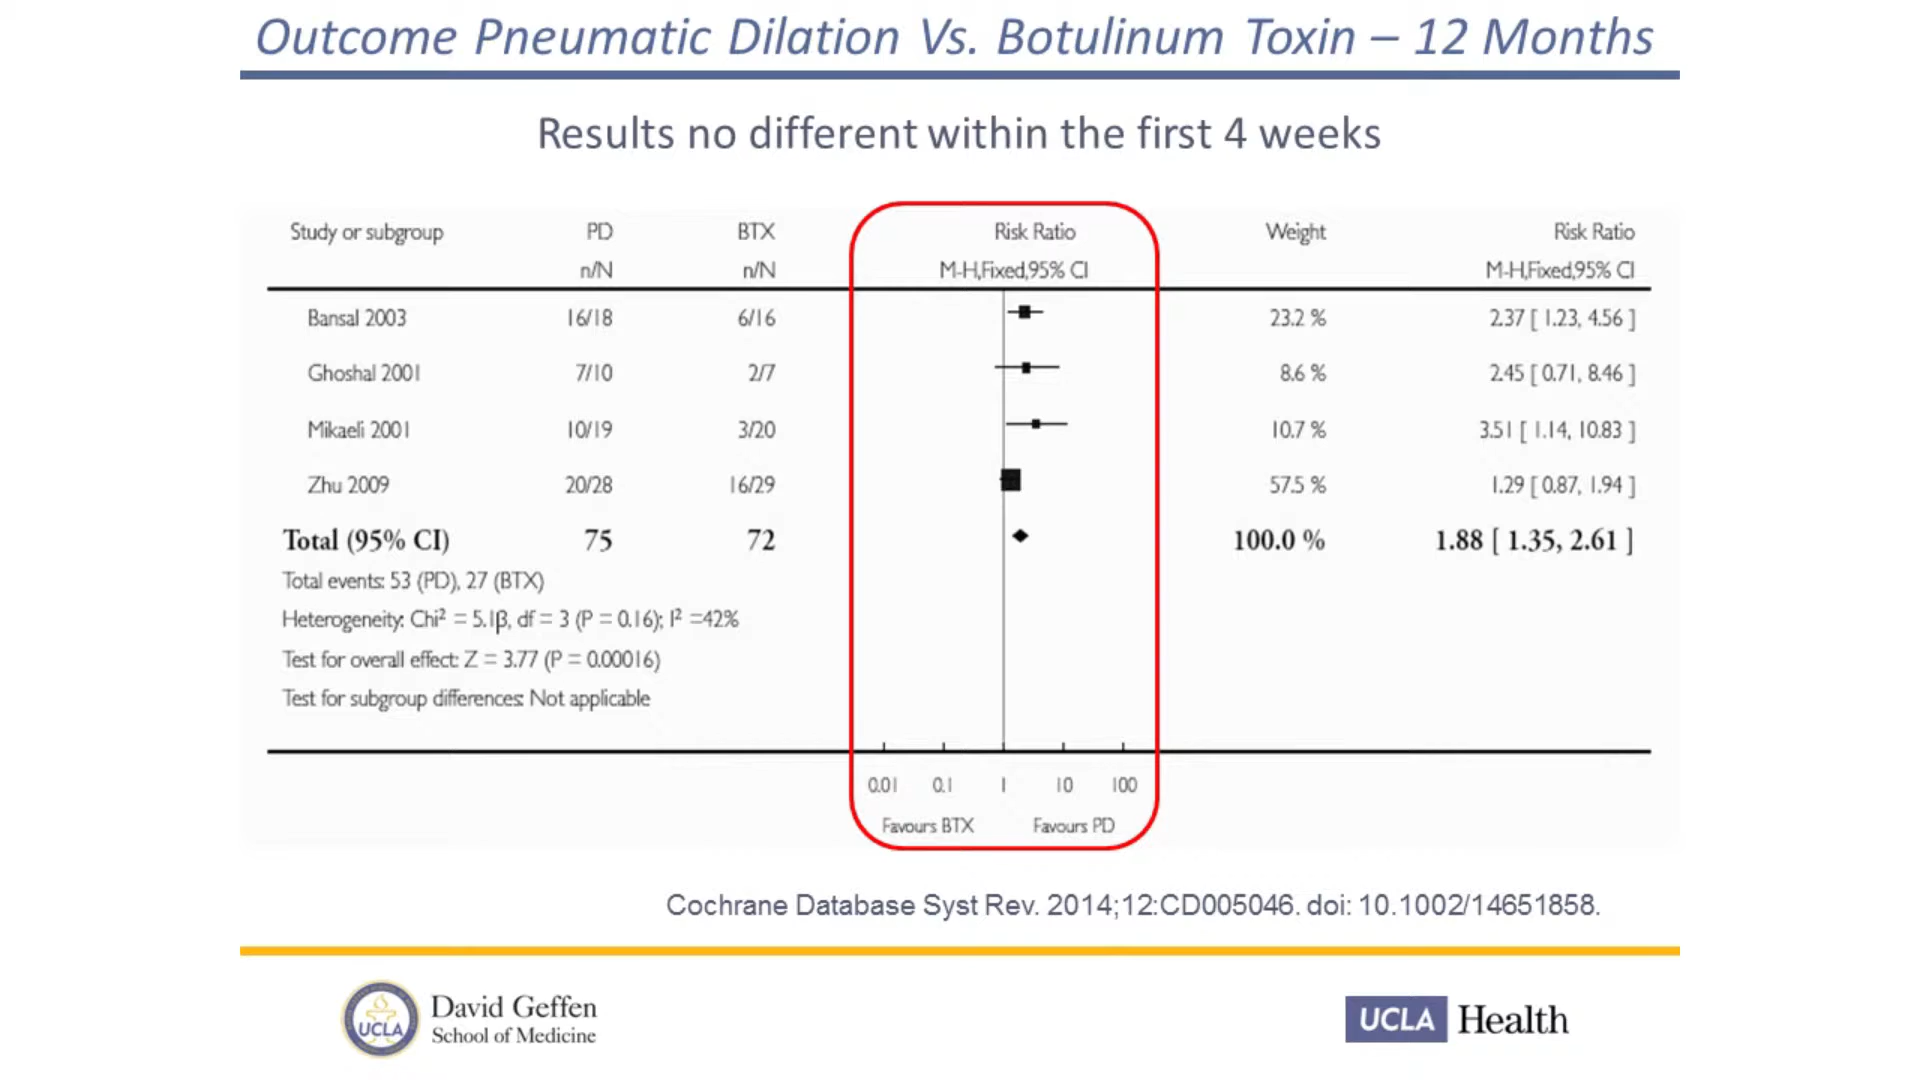 Outcome Pneumatic Dilation Vs. Botulinum Toxin – 12 Months
Results no different within the first 4 weeks
Study or subgroup PD BTX Risk Ratio Weight Risk Ratio
n/N n/N M-H,Fixed,95% CI M-H,Fixed,95% CI
Bansal 2003 16/18 6/16 23.2 % 2.37 [ 1.23, 4.56 ]
Ghoshal 2001 7/10 2/7 8.6 % 2.45 [ 0.71, 8.46 ]
Mikaeli 2001 10/19 3/20 10.7 % 3.51 [ 1.14, 10.83 ]
Zhu 2009 20/28 16/29 57.5 % 1.29 [ 0.87, 1.94 ]
Total (95% CI) 75 72 100.0 % 1.88 [ 1.35, 2.61 ]
Total events: 53 (PD), 27 (BTX)
Heterogeneity: Chi² = 5.1β, df = 3 (P = 0.16); I² =42%
Test for overall effect: Z = 3.77 (P = 0.00016)
Test for subgroup differences: Not applicable
0.01 0.1 1 10 100
Favours BTX Favours PD
Cochrane Database Syst Rev. 2014;12:CD005046. doi: 10.1002/14651858.
UCLA
David Geffen
School of Medicine
UCLA Health